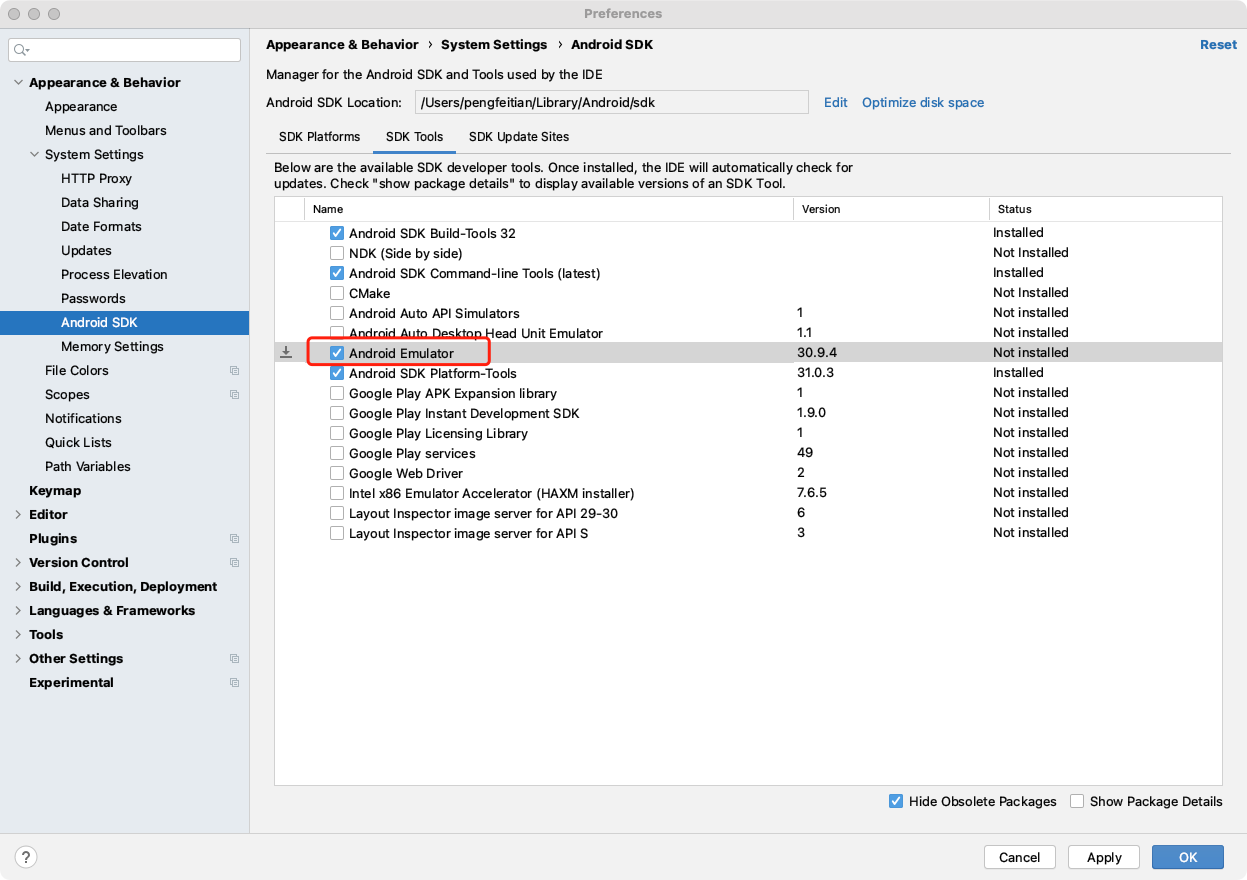 Preferences
Appearance & Behavior
Appearance
Menus and Toolbars
System Settings
HTTP Proxy
Data Sharing
Date Formats
Updates
Process Elevation
Passwords
Android SDK
Memory Settings
File Colors
Scopes
Notifications
Quick Lists
Path Variables
Keymap
Editor
Plugins
Version Control
Build, Execution, Deployment
Languages & Frameworks
Tools
Other Settings
Experimental
Appearance & Behavior › System Settings › Android SDK Reset
Manager for the Android SDK and Tools used by the IDE
Android SDK Location: /Users/pengfeitian/Library/Android/sdk Edit Optimize disk space
SDK Platforms SDK Tools SDK Update Sites
Below are the available SDK developer tools. Once installed, the IDE will automatically check for
updates. Check "show package details" to display available versions of an SDK Tool.
Name Version Status
Android SDK Build-Tools 32 Installed
NDK (Side by side) Not Installed
Android SDK Command-line Tools (latest) Installed
CMake Not Installed
Android Auto API Simulators 1 Not installed
Android Auto Desktop Head Unit Emulator 1.1 Not installed
Android Emulator 30.9.4 Not installed
Android SDK Platform-Tools 31.0.3 Installed
Google Play APK Expansion library 1 Not installed
Google Play Instant Development SDK 1.9.0 Not installed
Google Play Licensing Library 1 Not installed
Google Play services 49 Not installed
Google Web Driver 2 Not installed
Intel x86 Emulator Accelerator (HAXM installer) 7.6.5 Not installed
Layout Inspector image server for API 29-30 6 Not installed
Layout Inspector image server for API S 3 Not installed
Hide Obsolete Packages Show Package Details
? Cancel Apply OK